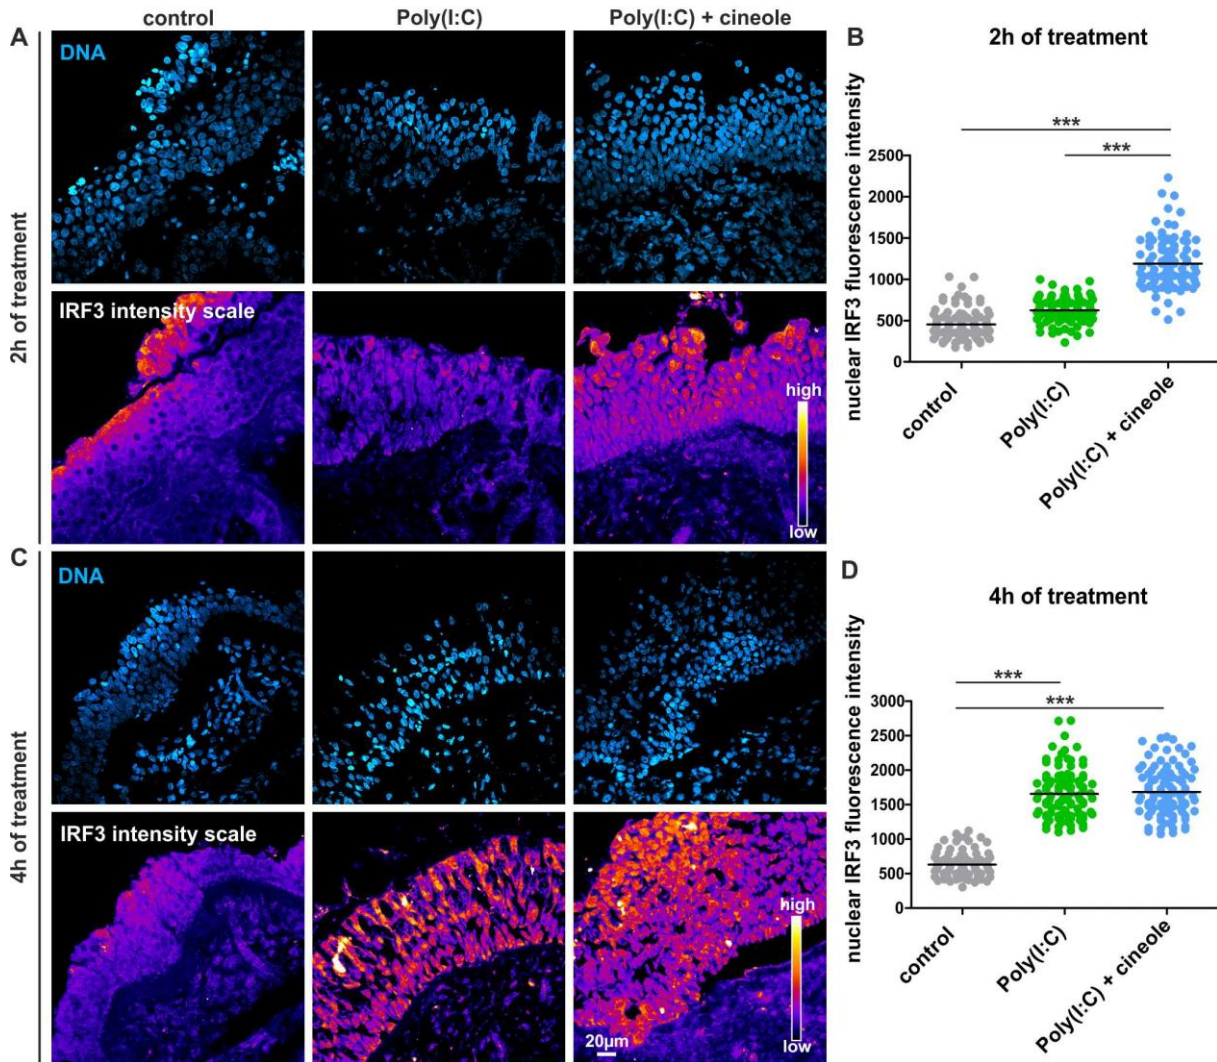 control Poly(I:C) Poly(I:C) + cineole
A
DNA
2h of treatment
IRF3 intensity scale
high
low
B
2h of treatment
nuclear IRF3 fluorescence intensity
***
***
2500
2000
1500
1000
500
0
control
Poly(I:C)
Poly(I:C) + cineole
C
DNA
4h of treatment
IRF3 intensity scale
high
low
20µm
D
4h of treatment
nuclear IRF3 fluorescence intensity
***
***
3000
2500
2000
1500
1000
500
0
control
Poly(I:C)
Poly(I:C) + cineole